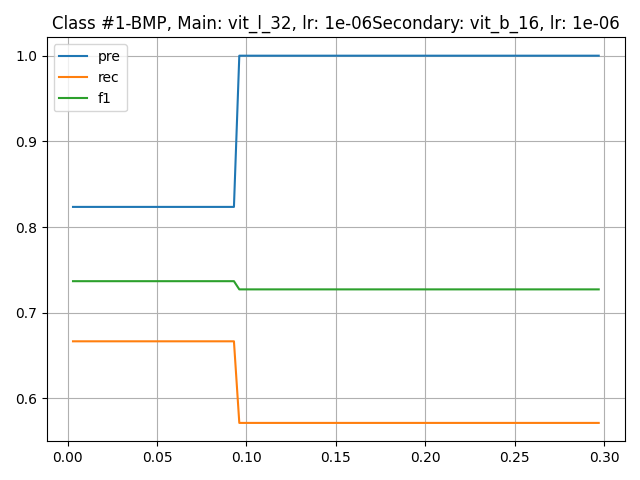 Class #1-BMP, Main: vit_l_32, lr: 1e-06Secondary: vit_b_16, lr: 1e-06
pre
rec
f1
1.0
0.9
0.8
0.7
0.6
0.00 0.05 0.10 0.15 0.20 0.25 0.30